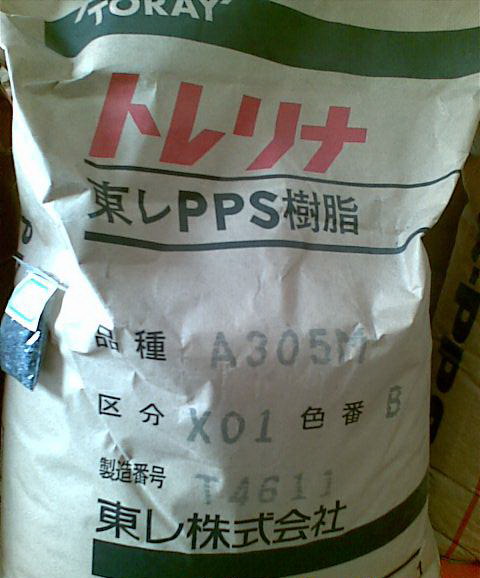 TORAY
トレリナ
東レPPS樹脂
品種 A305M
区分 X01 色番 B
製造番号 T4611
東レ株式会社